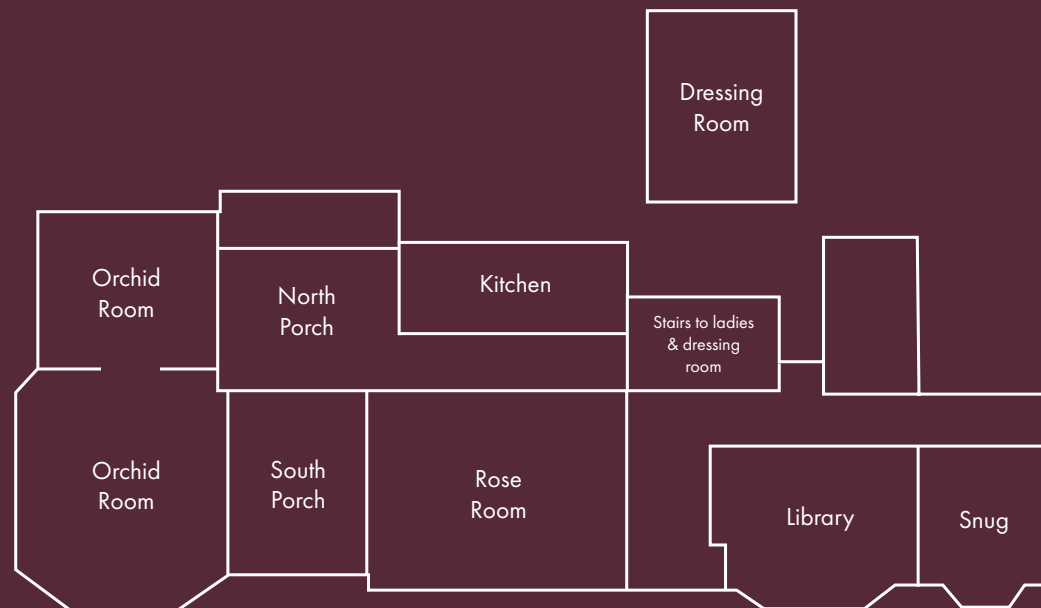 Dressing
Room
Orchid
Room
North
Porch
Kitchen
Stairs to ladies
& dressing
room
Orchid
Room
South
Porch
Rose
Room
Library
Snug